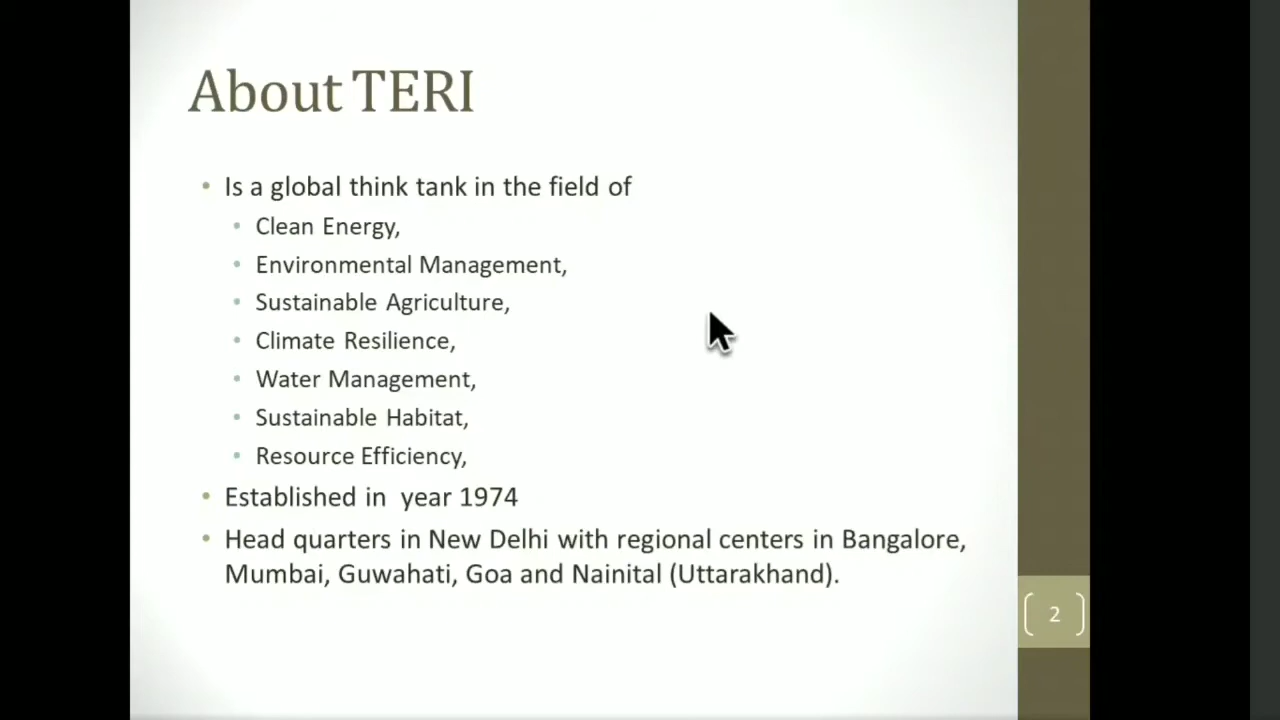 About TERI
• Is a global think tank in the field of
• Clean Energy,
• Environmental Management,
• Sustainable Agriculture,
• Climate Resilience,
• Water Management,
• Sustainable Habitat,
• Resource Efficiency,
• Established in  year 1974
• Head quarters in New Delhi with regional centers in Bangalore,
Mumbai, Guwahati, Goa and Nainital (Uttarakhand).
2